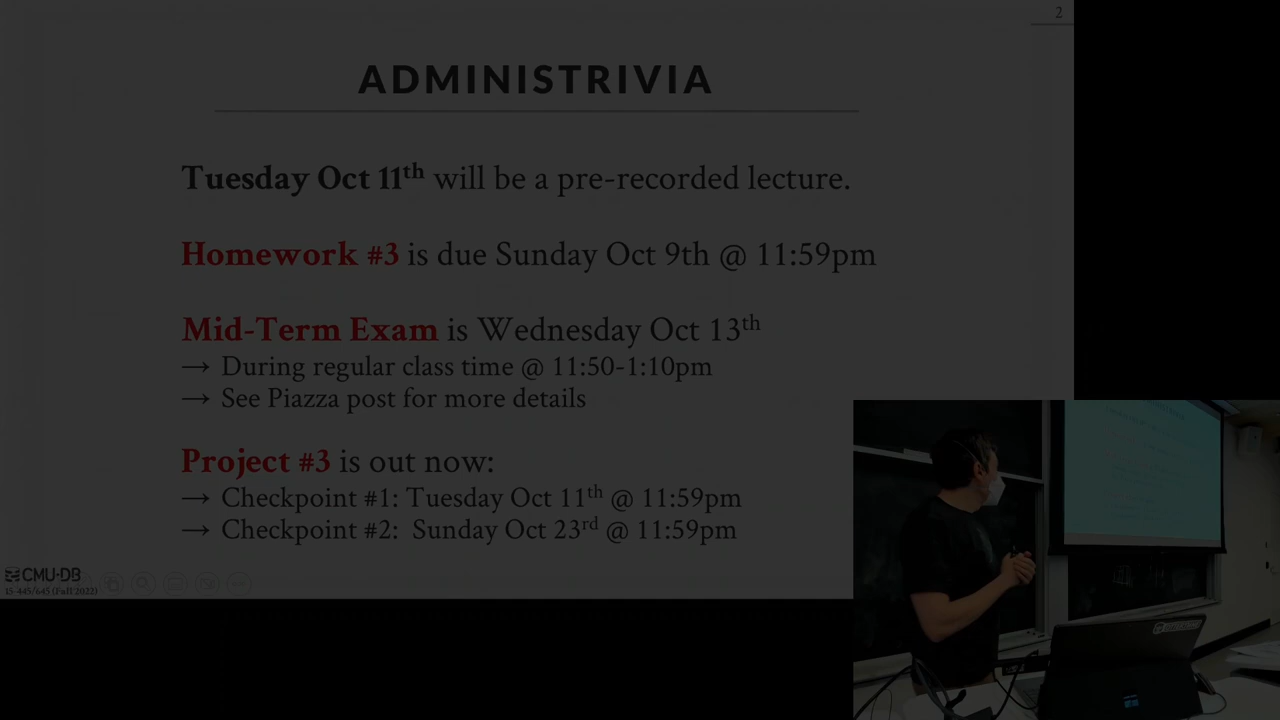 2
ADMINISTRIVIA
Tuesday Oct 11th will be a pre-recorded lecture.
Homework #3 is due Sunday Oct 9th @ 11:59pm
Mid-Term Exam is Wednesday Oct 13th
→ During regular class time @ 11:50-1:10pm
→ See Piazza post for more details
Project #3 is out now:
→ Checkpoint #1: Tuesday Oct 11th @ 11:59pm
→ Checkpoint #2: Sunday Oct 23rd @ 11:59pm
CMU·DB
15-445/645 (Fall 2022)